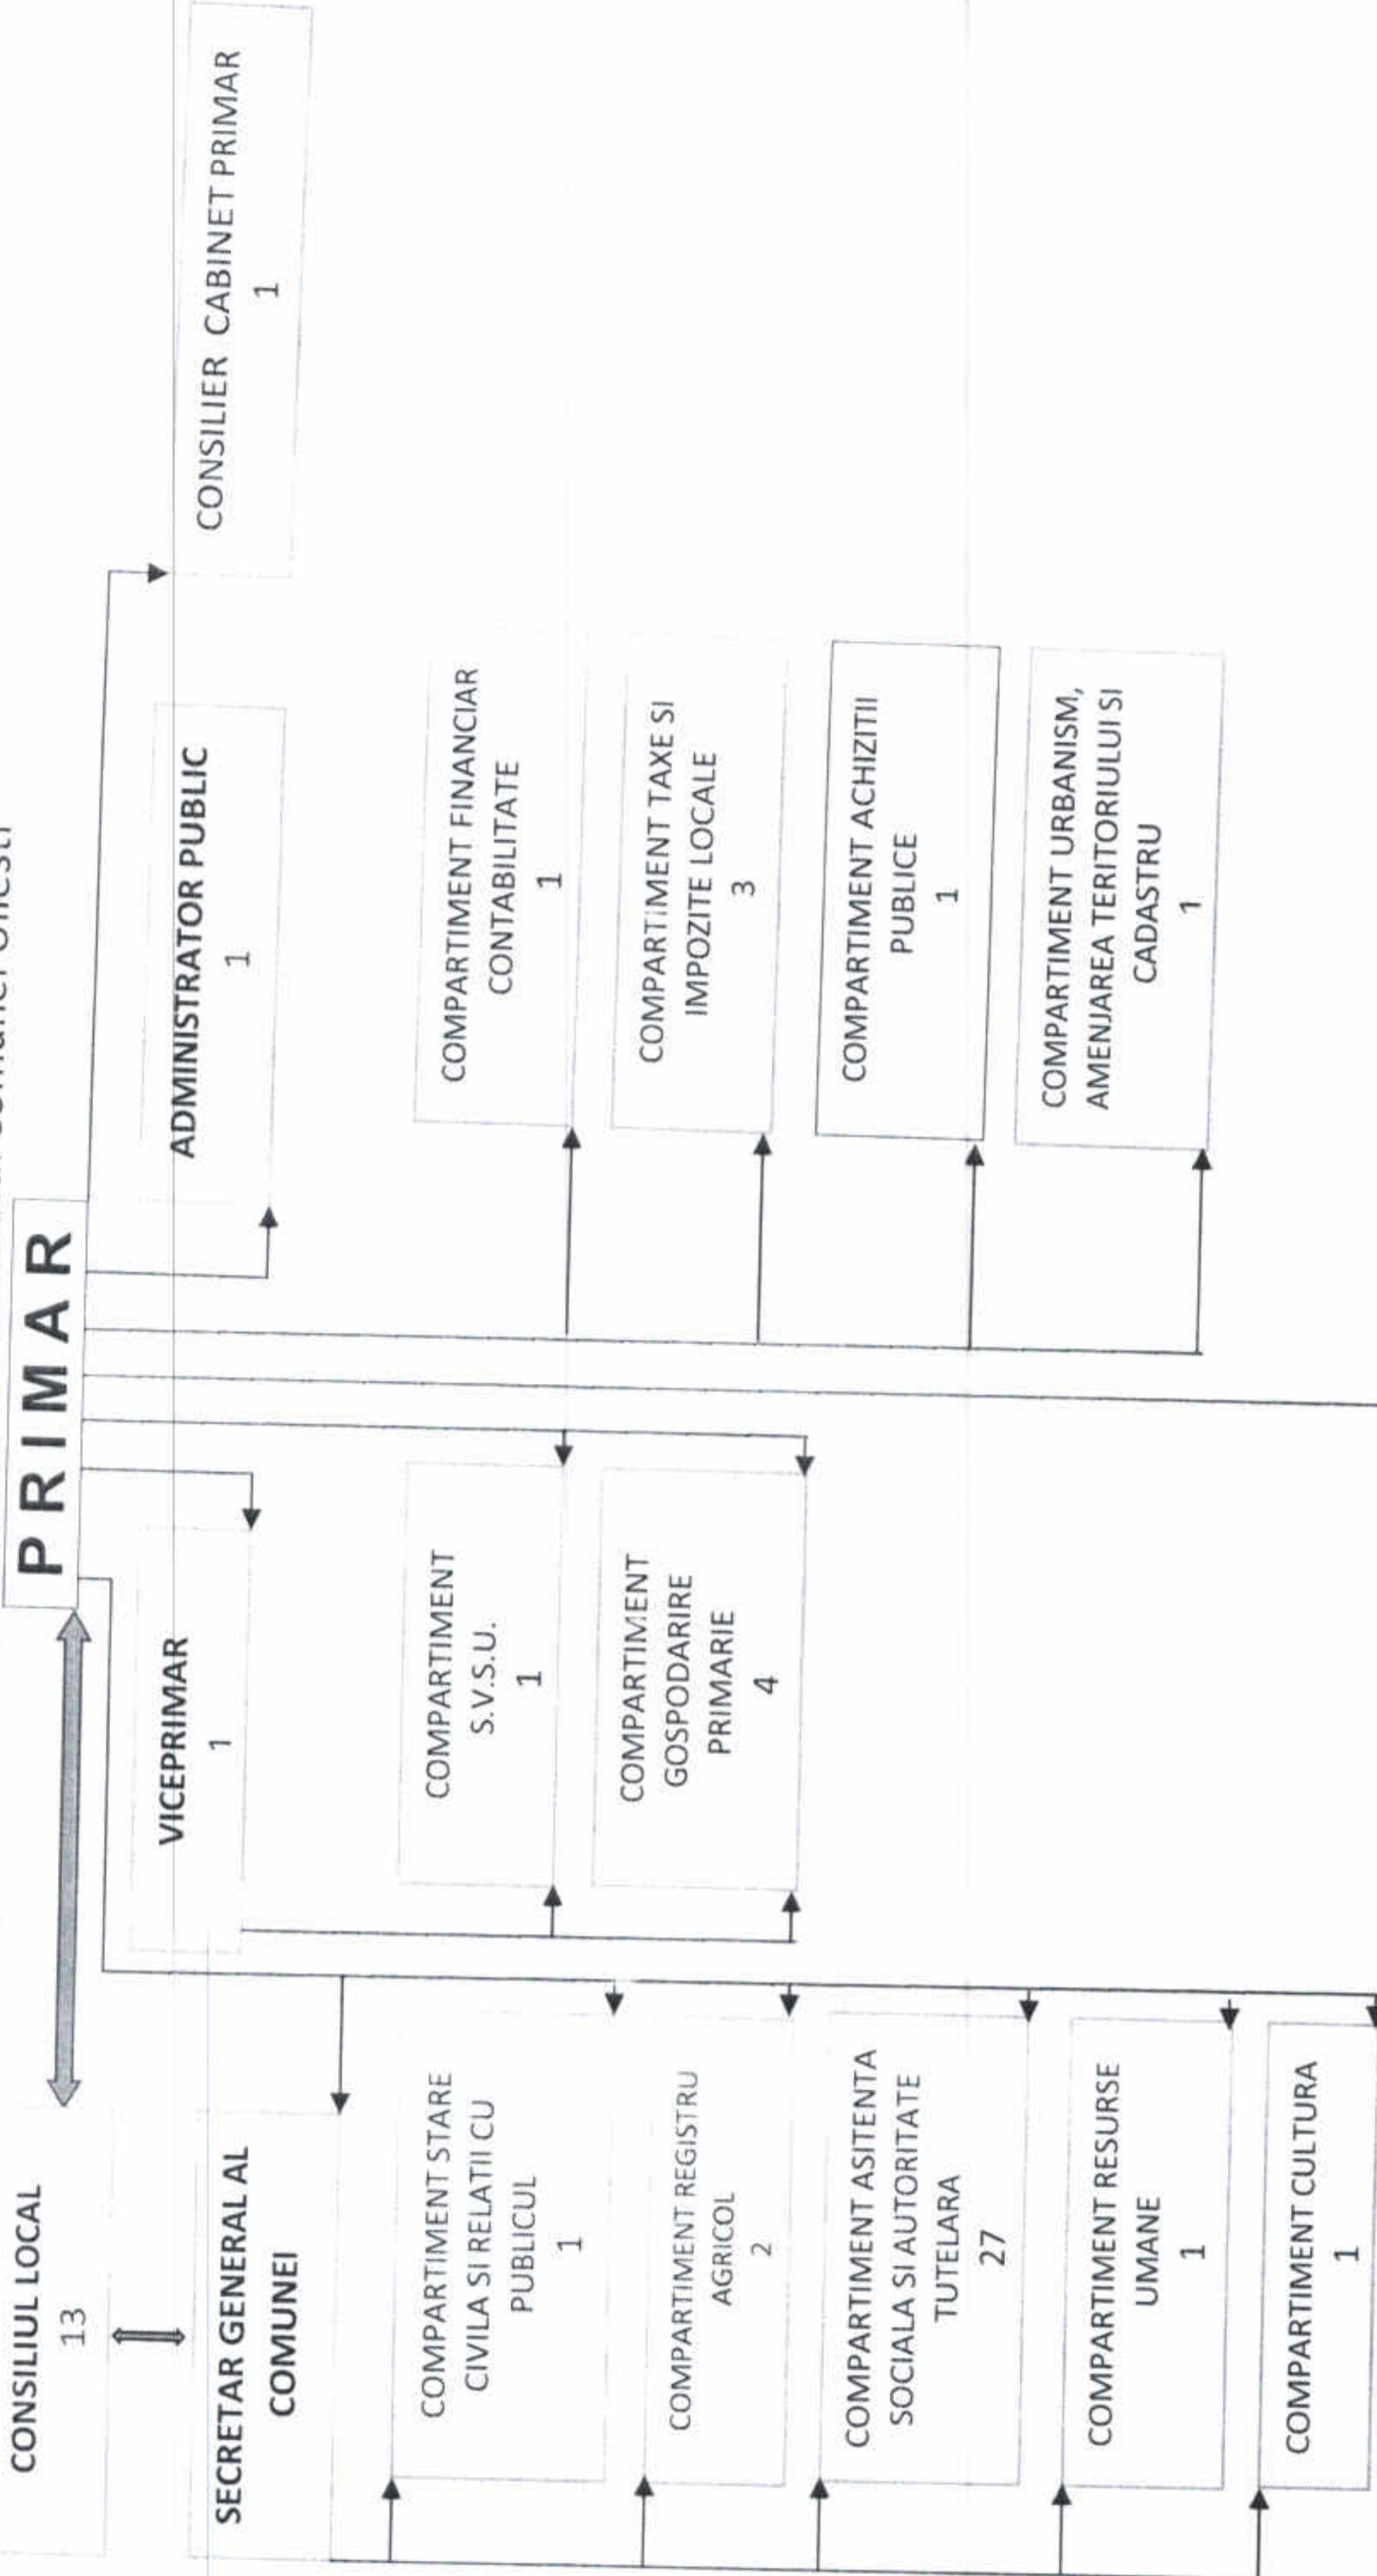 comunei Onesti
P R I M A R
CONSILIUL LOCAL
13
SECRETAR GENERAL AL
COMUNEI
VICEPRIMAR
1
ADMINISTRATOR PUBLIC
1
CONSILIER CABINET PRIMAR
1
COMPARTIMENT STARE
CIVILA SI RELATII CU
PUBLICUL
1
COMPARTIMENT REGISTRU
AGRICOL
2
COMPARTIMENT ASITENTA
SOCIALA SI AUTORITATE
TUTELARA
27
COMPARTIMENT RESURSE
UMANE
1
COMPARTIMENT CULTURA
1
COMPARTIMENT
S.V.S.U.
1
COMPARTIMENT
GOSPODARIRE
PRIMARIE
4
COMPARTIMENT FINANCIAR
CONTABILITATE
1
COMPARTIMENT TAXE SI
IMPOZITE LOCALE
3
COMPARTIMENT ACHIZITII
PUBLICE
1
COMPARTIMENT URBANISM,
AMENJAREA TERITORIULUI SI
CADASTRU
1